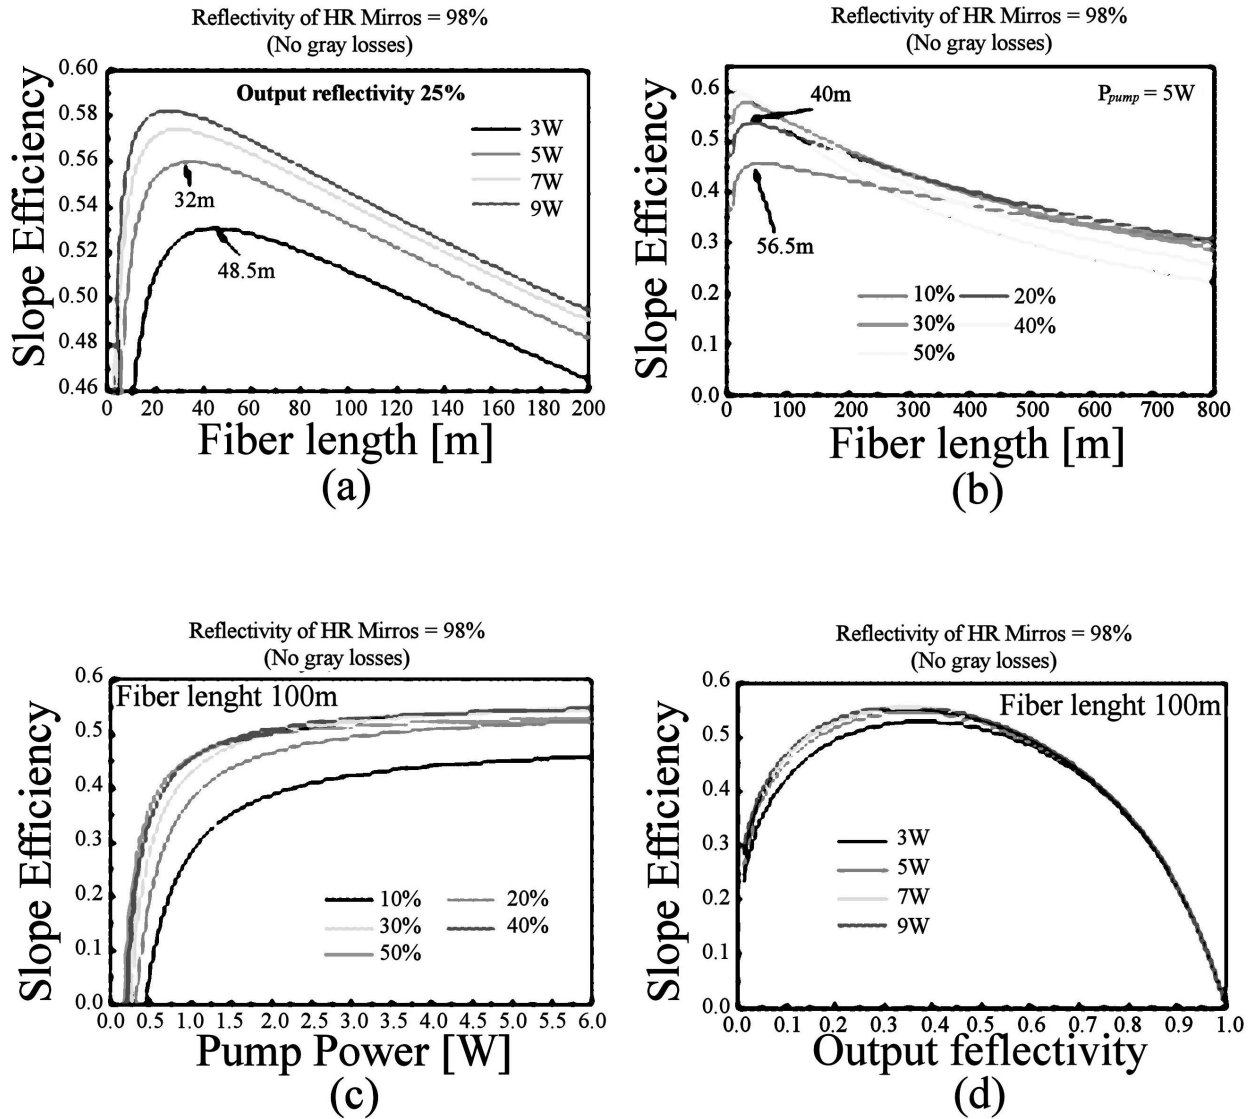 Reflectivity of HR Mirros = 98%
(No gray losses)
Output reflectivity 25%
3W
5W
7W
9W
32m
48.5m
Slope Efficiency
0.60
0.58
0.56
0.54
0.52
0.50
0.48
0.46
0 20 40 60 80 100 120 140 160 180 200
Fiber length [m]
(a)
Reflectivity of HR Mirros = 98%
(No gray losses)
40m
P_pump = 5W
56.5m
10% 20%
30% 40%
50%
Slope Efficiency
0.6
0.5
0.4
0.3
0.2
0.1
0.0
0 100 200 300 400 500 600 700 800
Fiber length [m]
(b)
Reflectivity of HR Mirros = 98%
(No gray losses)
Fiber lenght 100m
10% 20%
30% 40%
50%
Slope Efficiency
0.6
0.5
0.4
0.3
0.2
0.1
0.0
0.0 0.5 1.0 1.5 2.0 2.5 3.0 3.5 4.0 4.5 5.0 5.5 6.0
Pump Power [W]
(c)
Reflectivity of HR Mirros = 98%
(No gray losses)
Fiber lenght 100m
3W
5W
7W
9W
Slope Efficiency
0.6
0.5
0.4
0.3
0.2
0.1
0.0
0.0 0.1 0.2 0.3 0.4 0.5 0.6 0.7 0.8 0.9 1.0
Output feflectivity
(d)